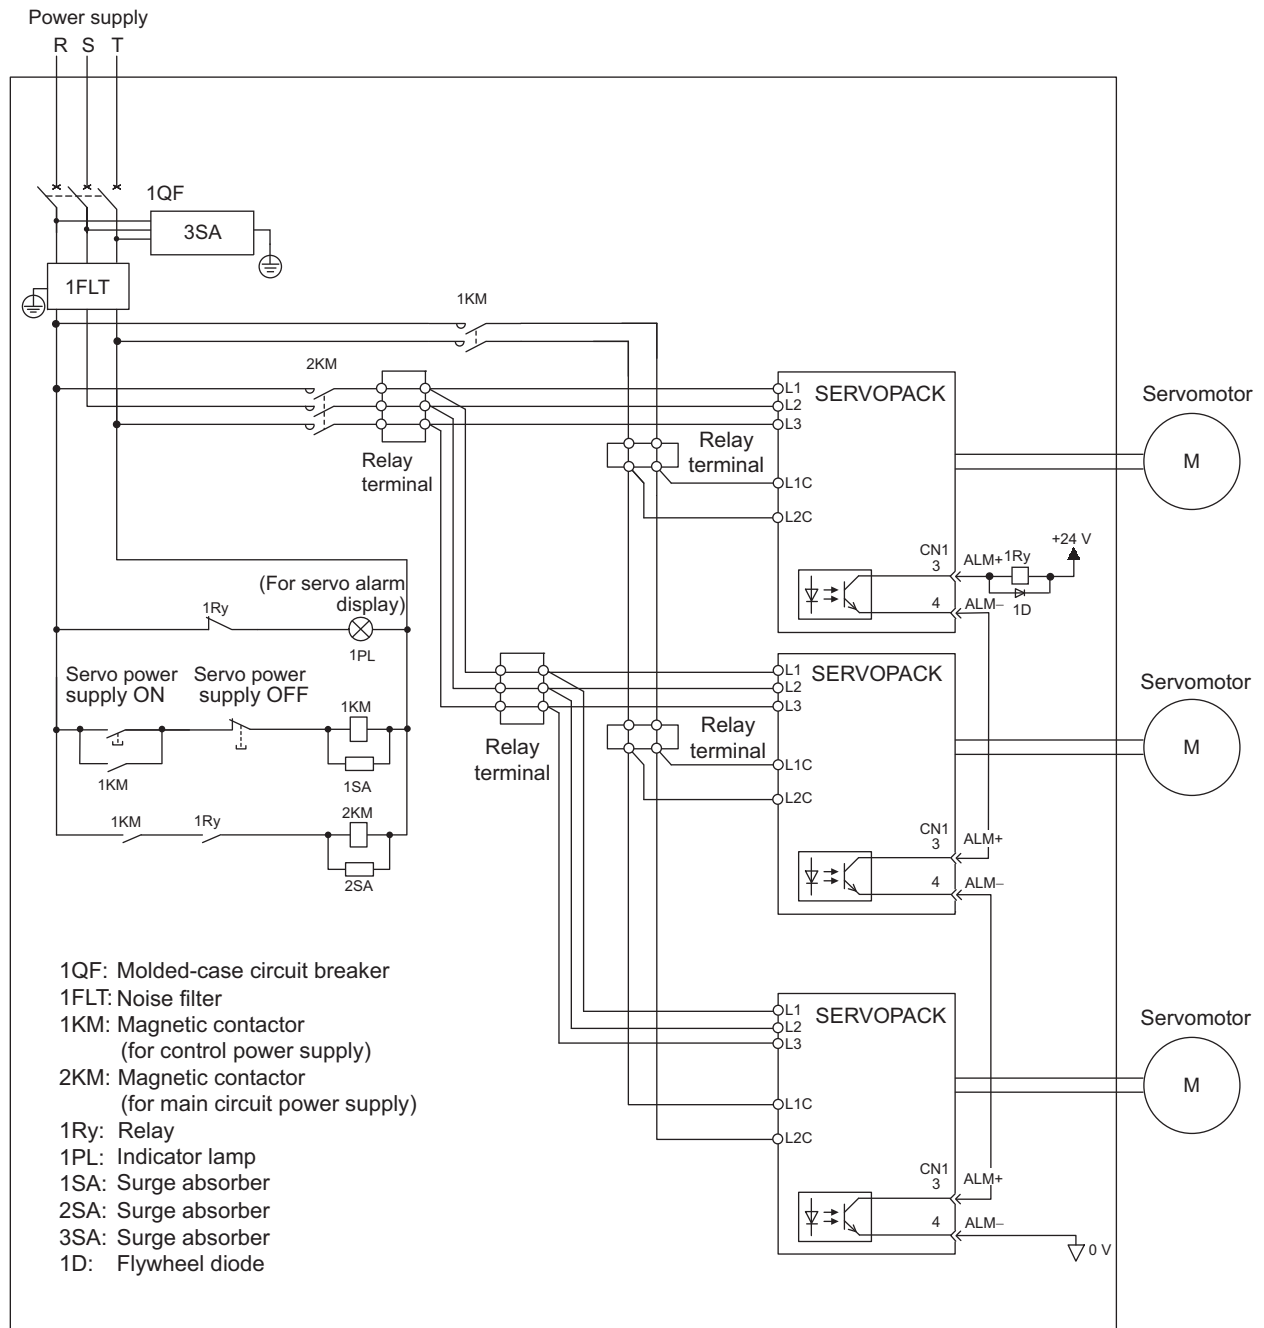 Power supply
R S T
1QF
3SA
1FLT
1KM
2KM
Relay
terminal
L1
L2
L3
SERVOPACK
Servomotor
M
Relay
terminal
L1C
L2C
CN1
3
ALM+
1Ry
+24 V
4
ALM–
1D
(For servo alarm
display)
1Ry
1PL
Servo power
supply ON
Servo power
supply OFF
1KM
1KM
1SA
1KM
1Ry
2KM
2SA
Relay
terminal
L1
L2
L3
SERVOPACK
Servomotor
M
Relay
terminal
L1C
L2C
CN1
3
ALM+
4
ALM–
L1
L2
L3
SERVOPACK
Servomotor
M
L1C
L2C
CN1
3
ALM+
4
ALM–
0 V
1QF: Molded-case circuit breaker
1FLT: Noise filter
1KM: Magnetic contactor
(for control power supply)
2KM: Magnetic contactor
(for main circuit power supply)
1Ry: Relay
1PL: Indicator lamp
1SA: Surge absorber
2SA: Surge absorber
3SA: Surge absorber
1D: Flywheel diode